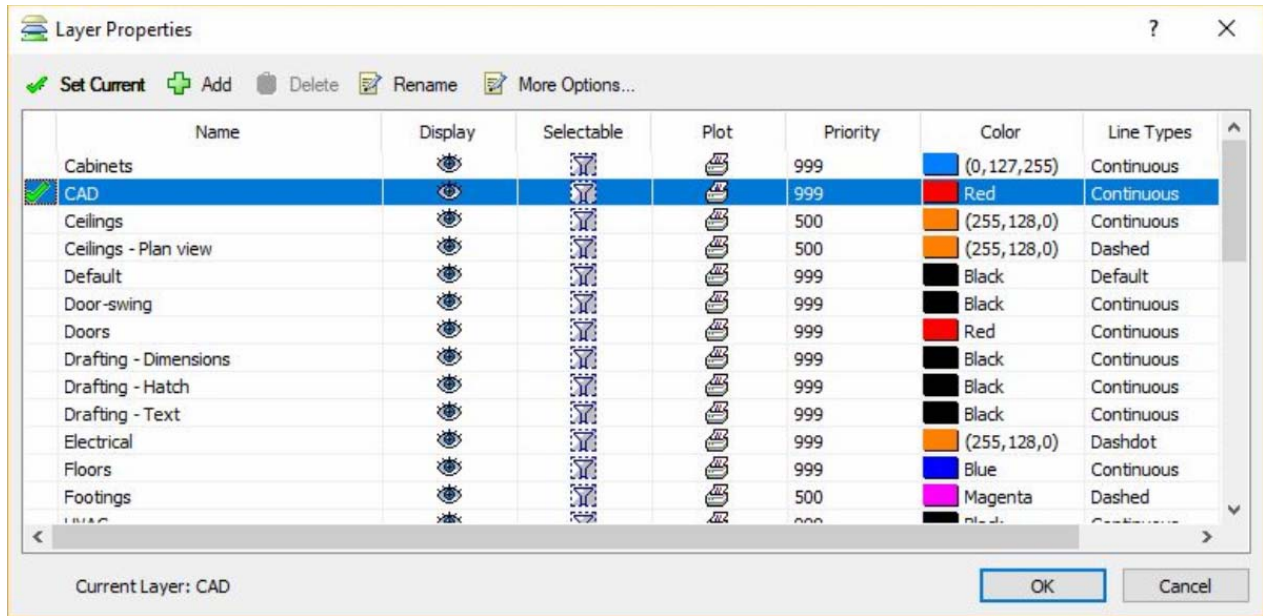 Layer Properties ?
Set Current Add Delete Rename More Options...
Name Display Selectable Plot Priority Color Line Types
Cabinets 999 (0,127,255) Continuous
CAD 999 Red Continuous
Ceilings 500 (255,128,0) Continuous
Ceilings - Plan view 500 (255,128,0) Dashed
Default 999 Black Default
Door-swing 999 Black Continuous
Doors 999 Red Continuous
Drafting - Dimensions 999 Black Continuous
Drafting - Hatch 999 Black Continuous
Drafting - Text 999 Black Continuous
Electrical 999 (255,128,0) Dashdot
Floors 999 Blue Continuous
Footings 500 Magenta Dashed
Current Layer: CAD OK Cancel